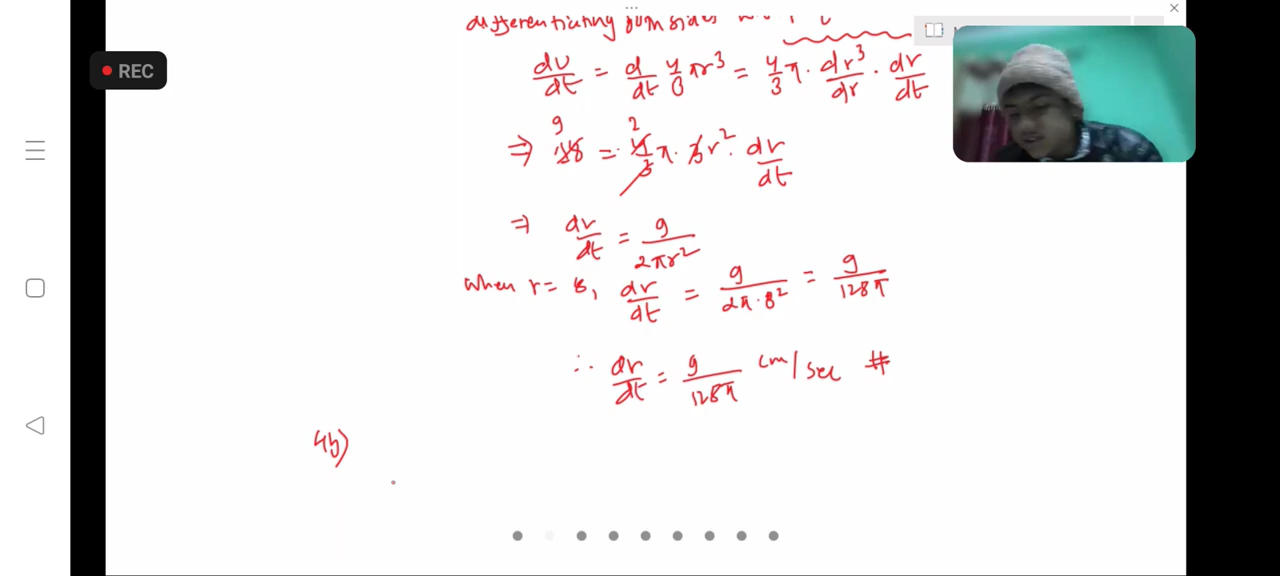 REC
differentiating both sides
dv/dt = d/dt 4/3 πr³ = 4/3 π · dr³/dr · dr/dt
9 2
⇒ 18 = 4/3 π · 3r² · dr/dt
⇒ dr/dt = 9/2πr²
When r = 8, dr/dt = 9/2π·8² = 9/128π
∴ dr/dt = 9/128π cm/sec #
4b)